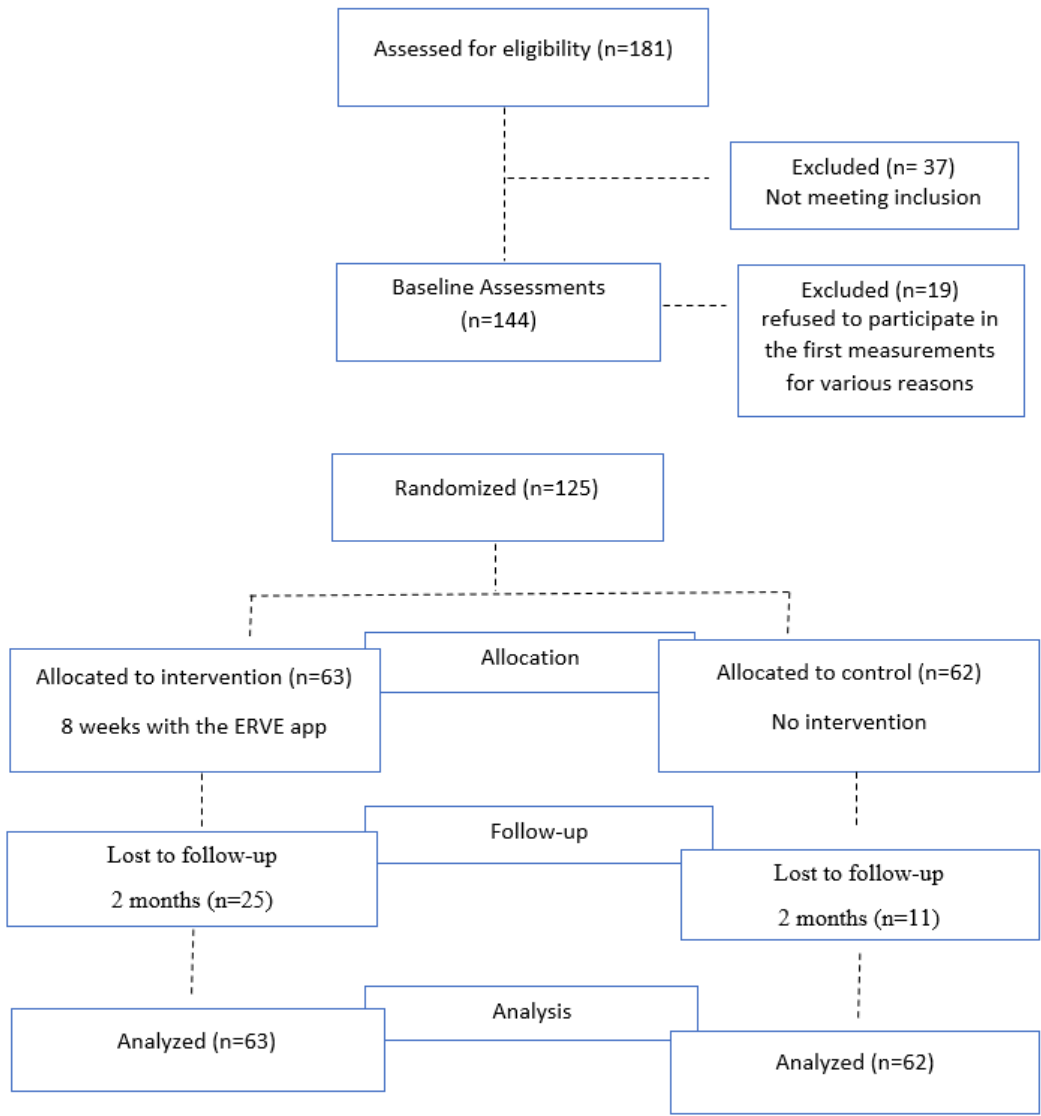 Assessed for eligibility (n=181)
Excluded (n= 37)
Not meeting inclusion
Baseline Assessments
(n=144)
Excluded (n=19)
refused to participate in
the first measurements
for various reasons
Randomized (n=125)
Allocation
Allocated to intervention (n=63)
8 weeks with the ERVE app
Allocated to control (n=62)
No intervention
Follow-up
Lost to follow-up
2 months (n=25)
Lost to follow-up
2 months (n=11)
Analysis
Analyzed (n=63)
Analyzed (n=62)